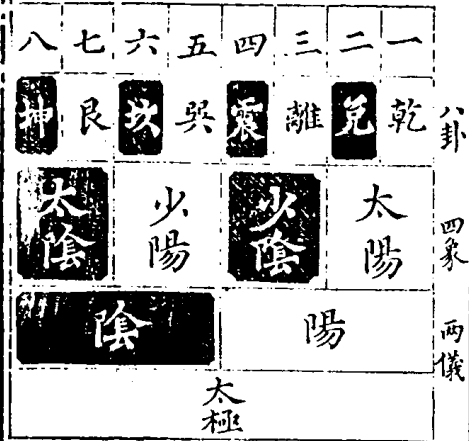 一 二 三 四 五 六 七 八
八卦
乾 兌 離 震 巽 坎 艮 坤
四象
太陽 少陰 少陽 太陰
兩儀
陽 陰
太極